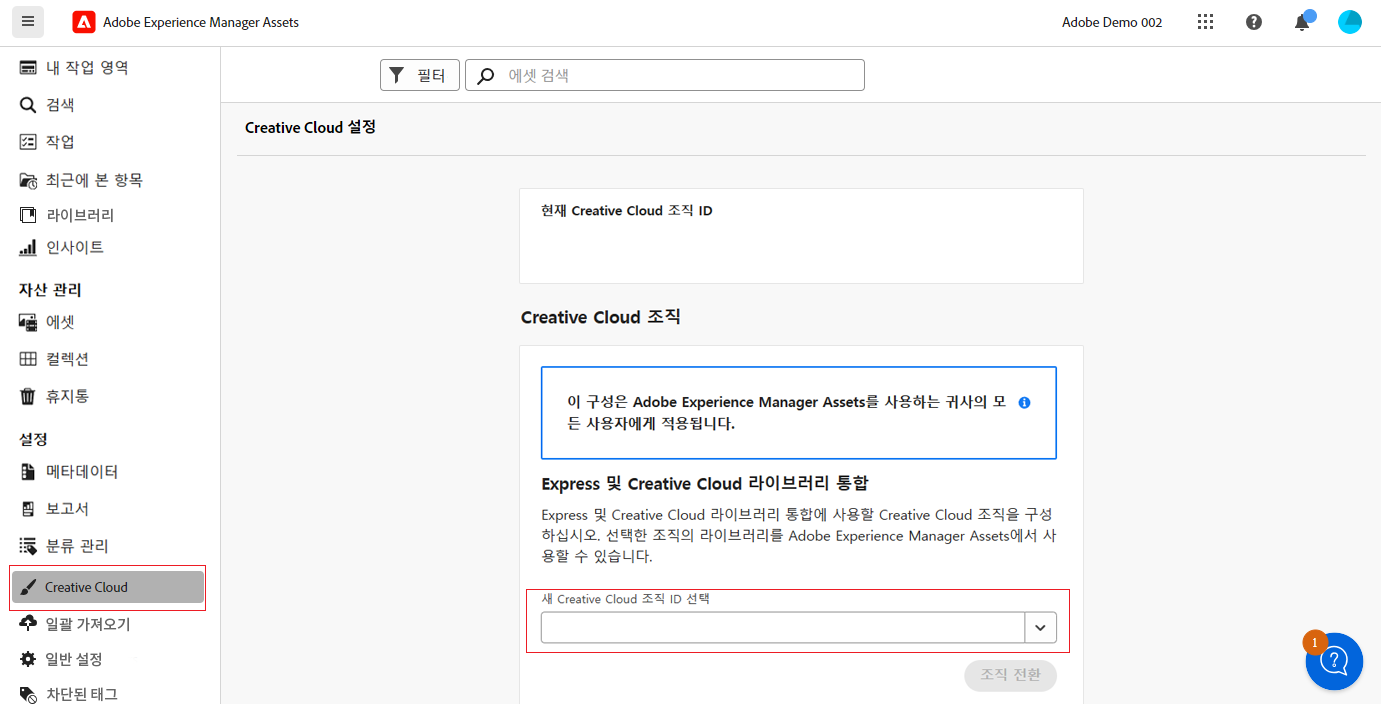 Adobe Experience Manager Assets
Adobe Demo 002
내 작업 영역
검색
작업
최근에 본 항목
라이브러리
인사이트
자산 관리
에셋
컬렉션
휴지통
설정
메타데이터
보고서
분류 관리
Creative Cloud
일괄 가져오기
일반 설정
차단된 태그
필터
에셋 검색
Creative Cloud 설정
현재 Creative Cloud 조직 ID
Creative Cloud 조직
이 구성은 Adobe Experience Manager Assets를 사용하는 귀사의 모
든 사용자에게 적용됩니다.
Express 및 Creative Cloud 라이브러리 통합
Express 및 Creative Cloud 라이브러리 통합에 사용할 Creative Cloud 조직을 구성
하십시오. 선택한 조직의 라이브러리를 Adobe Experience Manager Assets에서 사
용할 수 있습니다.
새 Creative Cloud 조직 ID 선택
조직 전환
1